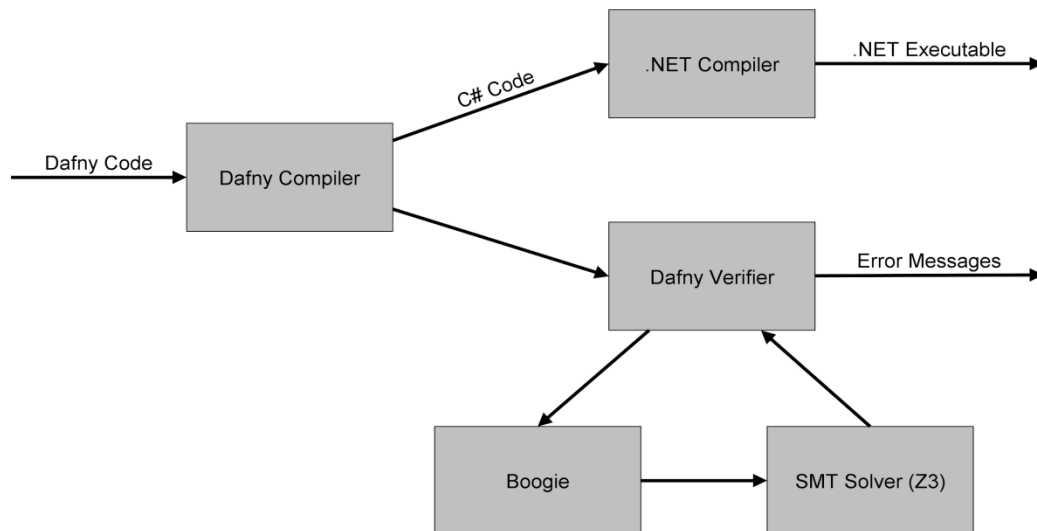 .NET Compiler
.NET Executable
C# Code
Dafny Code
Dafny Compiler
Dafny Verifier
Error Messages
Boogie
SMT Solver (Z3)